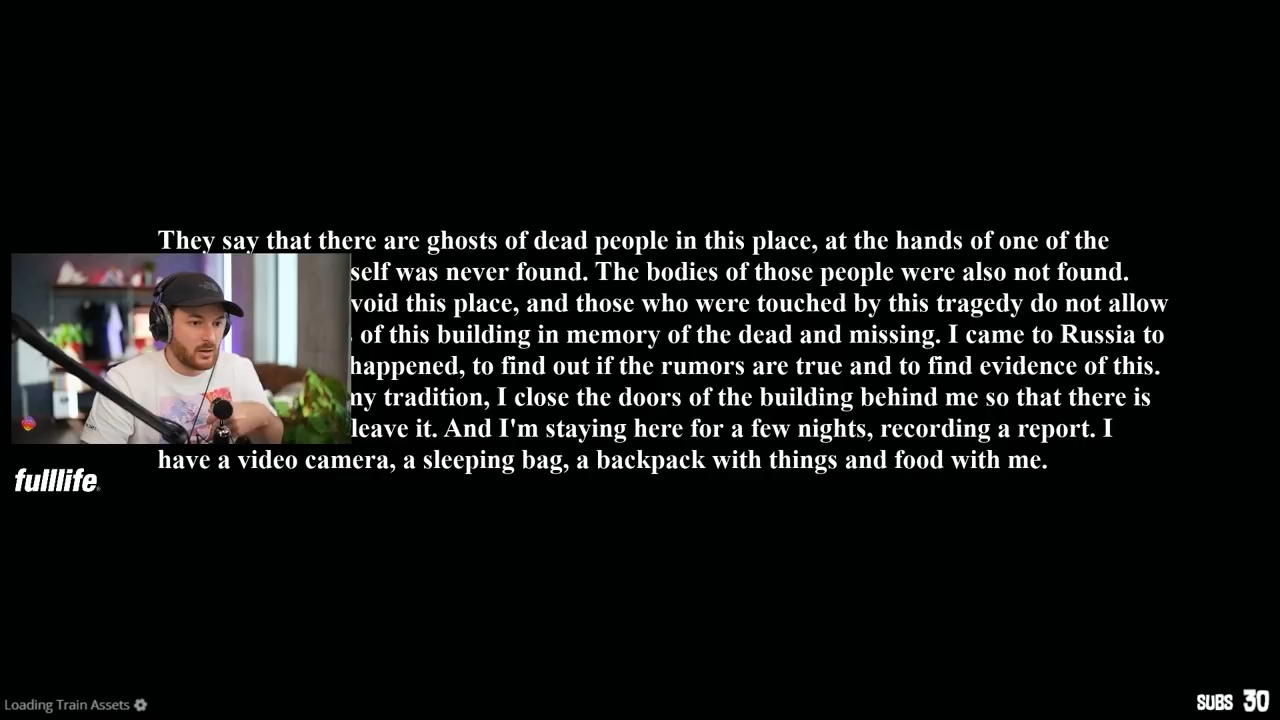 They say that there are ghosts of dead people in this place, at the hands of one of the
self was never found. The bodies of those people were also not found.
void this place, and those who were touched by this tragedy do not allow
of this building in memory of the dead and missing. I came to Russia to
happened, to find out if the rumors are true and to find evidence of this.
my tradition, I close the doors of the building behind me so that there is
leave it. And I'm staying here for a few nights, recording a report. I
have a video camera, a sleeping bag, a backpack with things and food with me.
fulllife
Loading Train Assets
SUBS 30